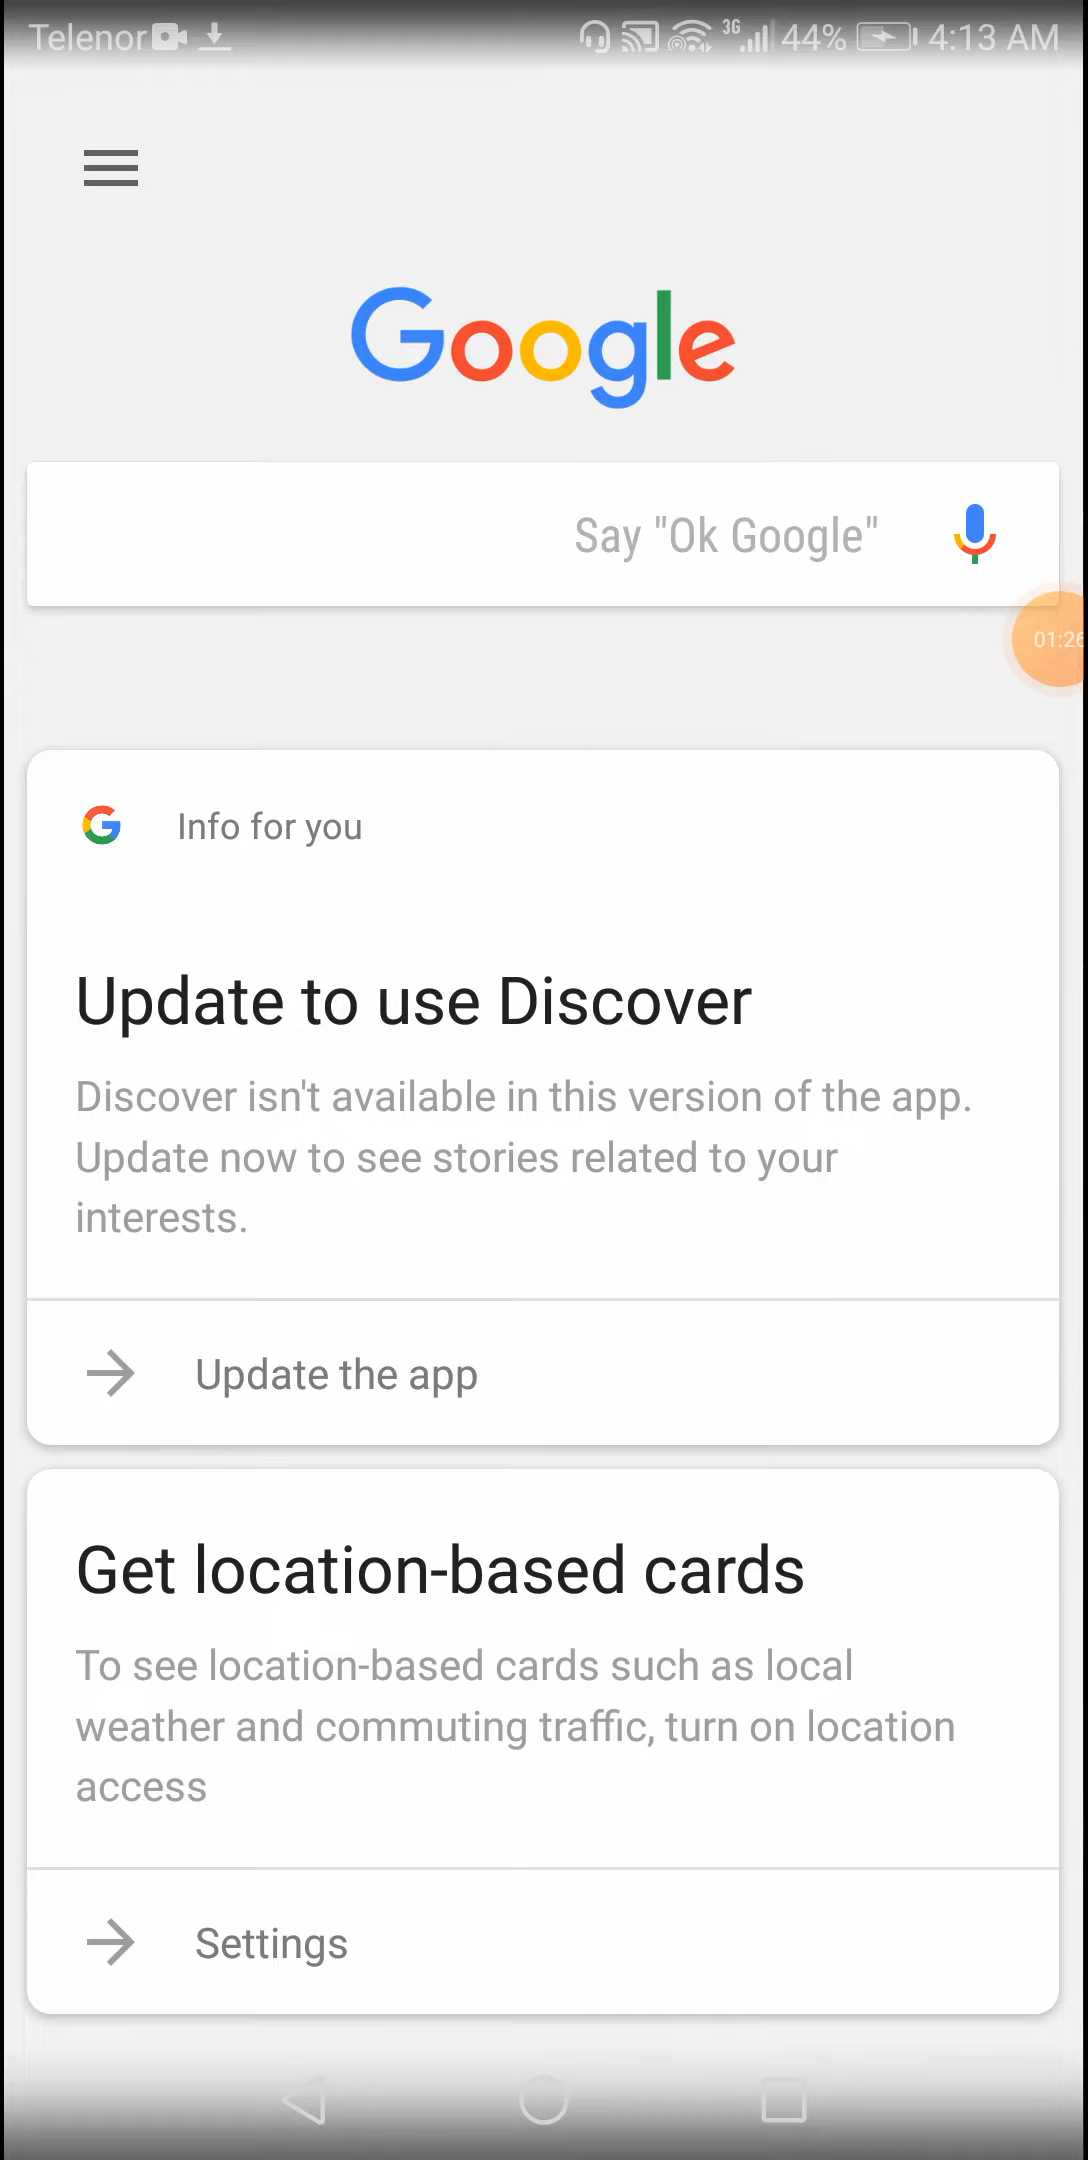 Telenor 3G 44% 4:13 AM
Google
Say "Ok Google"
Info for you
Update to use Discover
Discover isn't available in this version of the app.
Update now to see stories related to your
interests.
Update the app
Get location-based cards
To see location-based cards such as local
weather and commuting traffic, turn on location
access
Settings